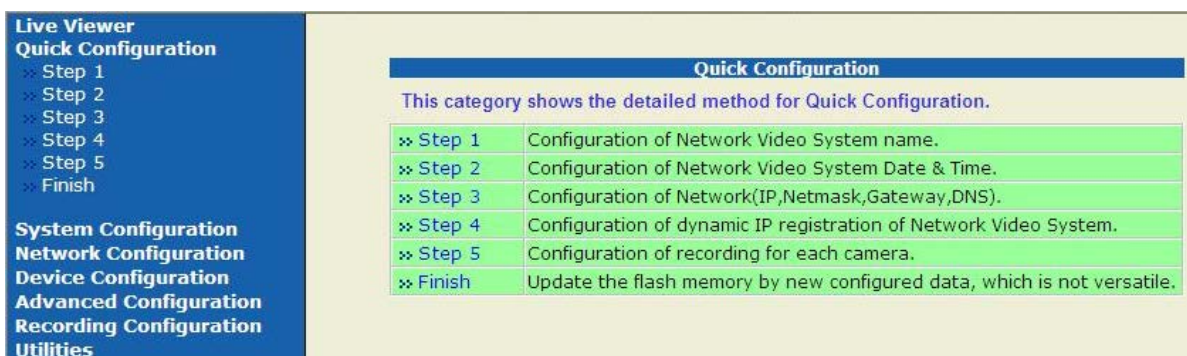 Live Viewer
Quick Configuration
» Step 1
» Step 2
» Step 3
» Step 4
» Step 5
» Finish
System Configuration
Network Configuration
Device Configuration
Advanced Configuration
Recording Configuration
Utilities
Quick Configuration
This category shows the detailed method for Quick Configuration.
» Step 1 Configuration of Network Video System name.
» Step 2 Configuration of Network Video System Date & Time.
» Step 3 Configuration of Network(IP,Netmask,Gateway,DNS).
» Step 4 Configuration of dynamic IP registration of Network Video System.
» Step 5 Configuration of recording for each camera.
» Finish Update the flash memory by new configured data, which is not versatile.